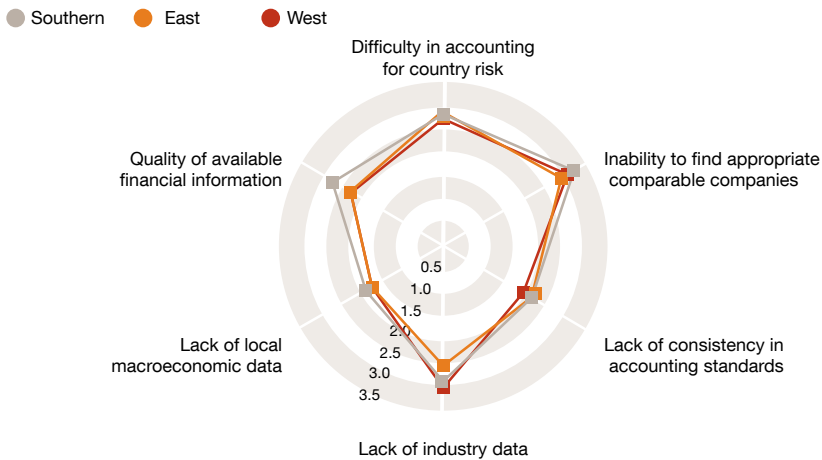 Southern
East
West
Difficulty in accounting
for country risk
Quality of available
financial information
Inability to find appropriate
comparable companies
0.5
1.0
1.5
2.0
2.5
3.0
3.5
Lack of local
macroeconomic data
Lack of consistency in
accounting standards
Lack of industry data